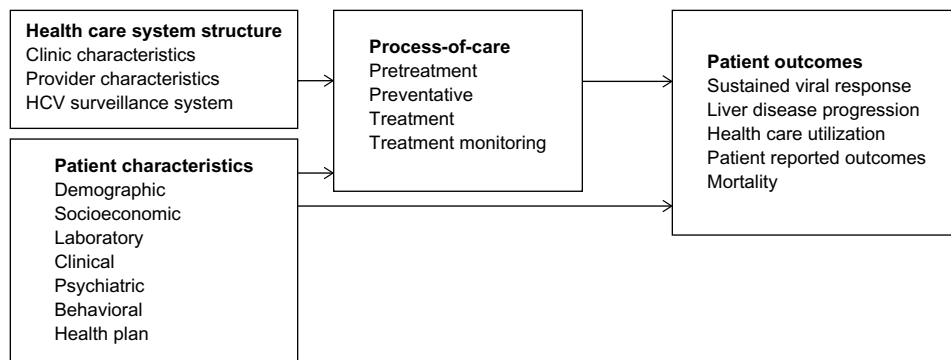 Health care system structure
Clinic characteristics
Provider characteristics
HCV surveillance system
Patient characteristics
Demographic
Socioeconomic
Laboratory
Clinical
Psychiatric
Behavioral
Health plan
Process-of-care
Pretreatment
Preventative
Treatment
Treatment monitoring
Patient outcomes
Sustained viral response
Liver disease progression
Health care utilization
Patient reported outcomes
Mortality